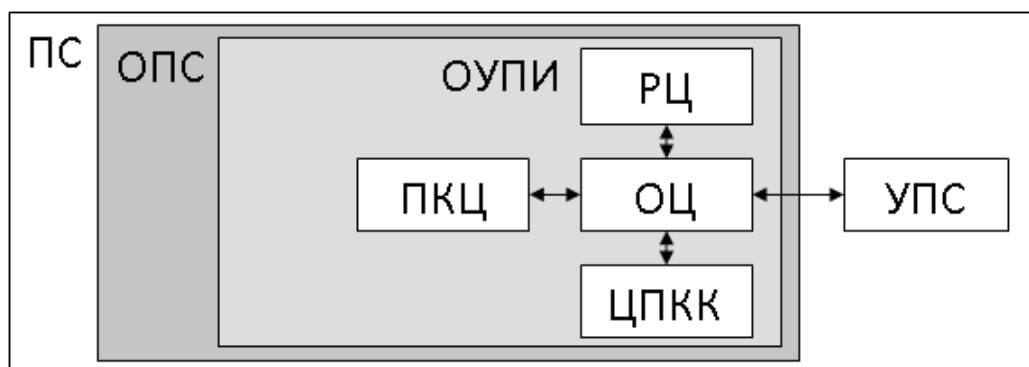 ПС
ОПС
ОУПИ
РЦ
ПКЦ
ОЦ
УПС
ЦПКК